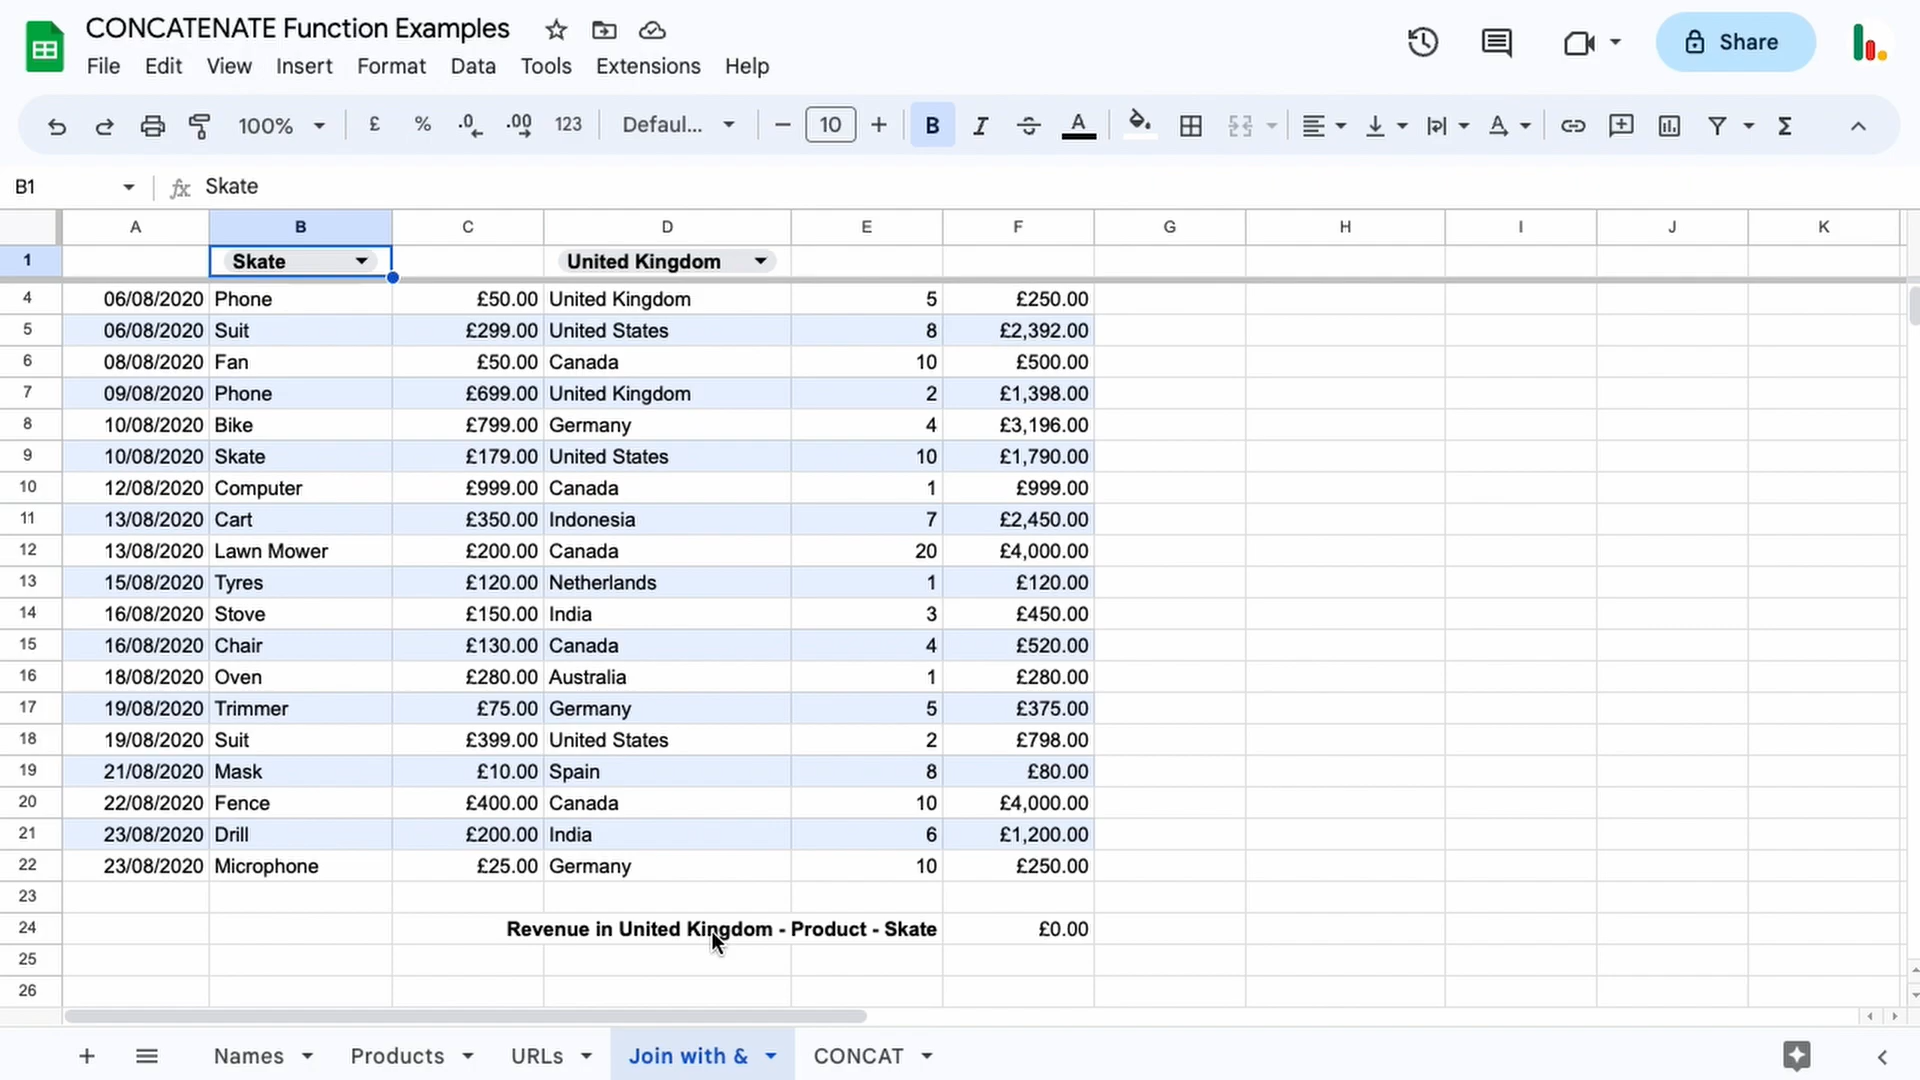 CONCATENATE Function Examples
File Edit View Insert Format Data Tools Extensions Help
Share
100% £ % .0 .00 123 Defaul... 10 B I A
B1 fx Skate
A B C D E F G H I J K
1 Skate United Kingdom
4 06/08/2020 Phone £50.00 United Kingdom 5 £250.00
5 06/08/2020 Suit £299.00 United States 8 £2,392.00
6 08/08/2020 Fan £50.00 Canada 10 £500.00
7 09/08/2020 Phone £699.00 United Kingdom 2 £1,398.00
8 10/08/2020 Bike £799.00 Germany 4 £3,196.00
9 10/08/2020 Skate £179.00 United States 10 £1,790.00
10 12/08/2020 Computer £999.00 Canada 1 £999.00
11 13/08/2020 Cart £350.00 Indonesia 7 £2,450.00
12 13/08/2020 Lawn Mower £200.00 Canada 20 £4,000.00
13 15/08/2020 Tyres £120.00 Netherlands 1 £120.00
14 16/08/2020 Stove £150.00 India 3 £450.00
15 16/08/2020 Chair £130.00 Canada 4 £520.00
16 18/08/2020 Oven £280.00 Australia 1 £280.00
17 19/08/2020 Trimmer £75.00 Germany 5 £375.00
18 19/08/2020 Suit £399.00 United States 2 £798.00
19 21/08/2020 Mask £10.00 Spain 8 £80.00
20 22/08/2020 Fence £400.00 Canada 10 £4,000.00
21 23/08/2020 Drill £200.00 India 6 £1,200.00
22 23/08/2020 Microphone £25.00 Germany 10 £250.00
23
24 Revenue in United Kingdom - Product - Skate £0.00
25
26
Names Products URLs Join with & CONCAT